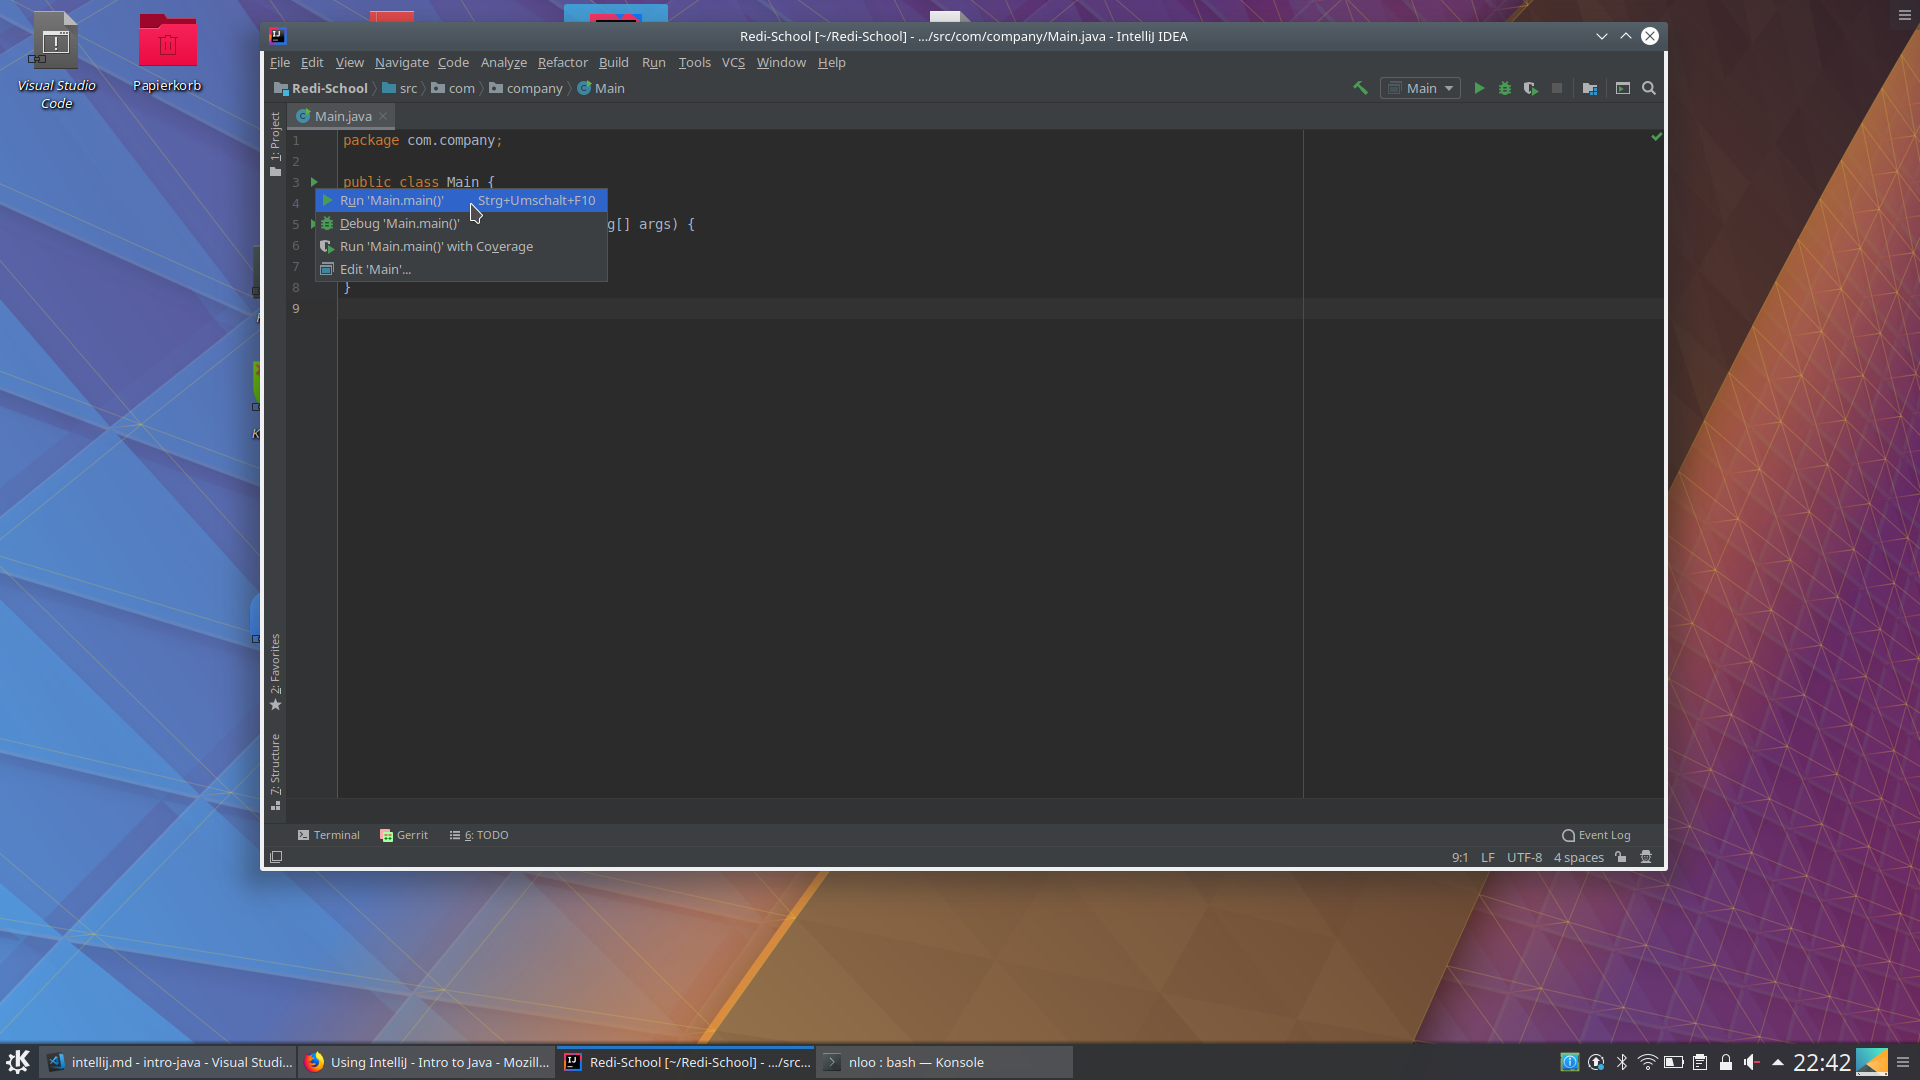 Visual Studio
Code
Papierkorb
Redi-School [~/Redi-School] - .../src/com/company/Main.java - IntelliJ IDEA
File Edit View Navigate Code Analyze Refactor Build Run Tools VCS Window Help
Redi-School src com company Main
Main
Main.java
1: Project
1 package com.company;
2
3 public class Main {
4
5 g[] args) {
6
7
8 }
9
Run 'Main.main()' Strg+Umschalt+F10
Debug 'Main.main()'
Run 'Main.main()' with Coverage
Edit 'Main'...
2: Favorites
7: Structure
Terminal Gerrit 6: TODO Event Log
9:1 LF UTF-8 4 spaces
intellij.md - intro-java - Visual Studi...
Using IntelliJ - Intro to Java - Mozill...
Redi-School [~/Redi-School] - .../src...
nloo : bash — Konsole
22:42